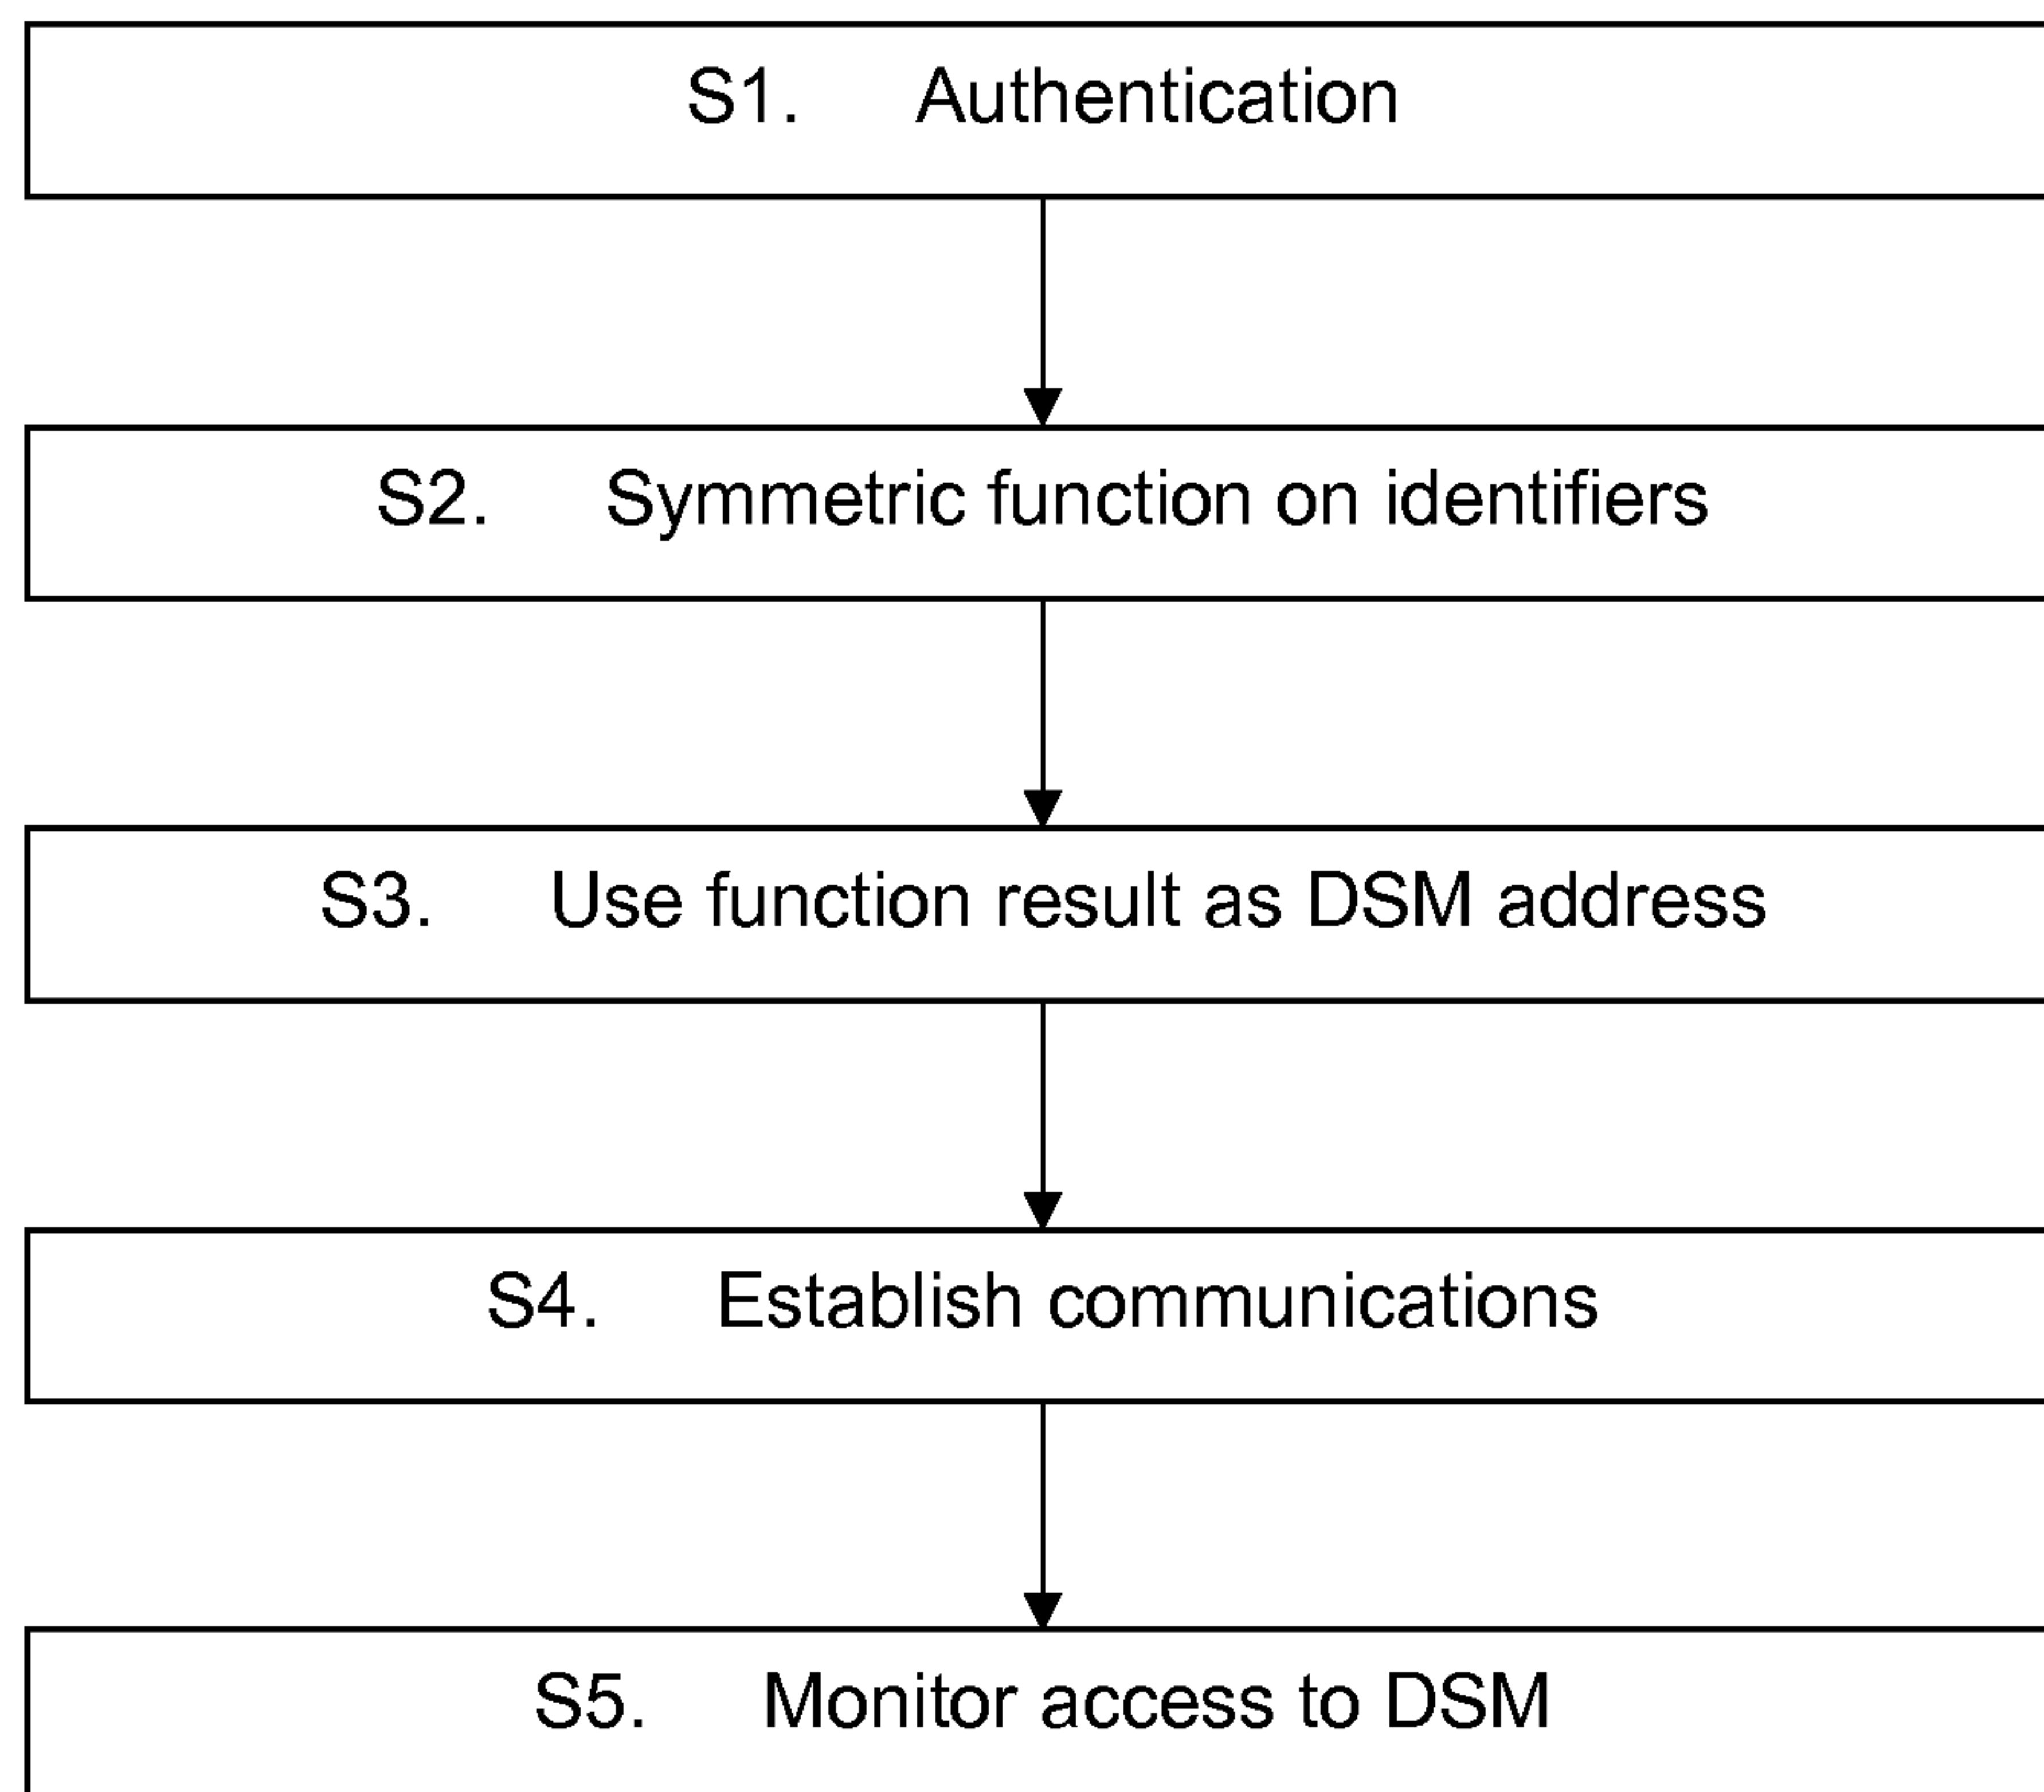 S1. Authentication
S2. Symmetric function on identifiers
S3. Use function result as DSM address
S4. Establish communications
S5. Monitor access to DSM